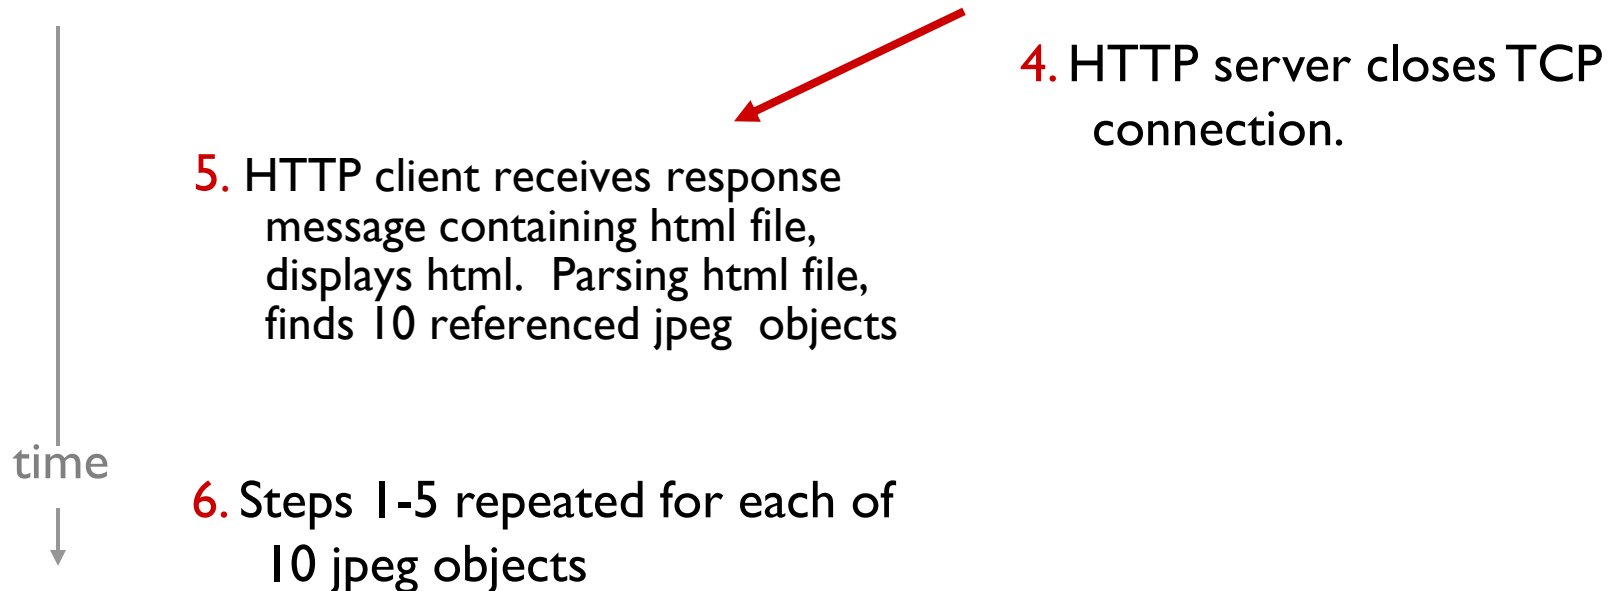 4. HTTP server closes TCP
connection.
5. HTTP client receives response
message containing html file,
displays html.  Parsing html file,
finds 10 referenced jpeg  objects
time
6. Steps 1-5 repeated for each of
10 jpeg objects